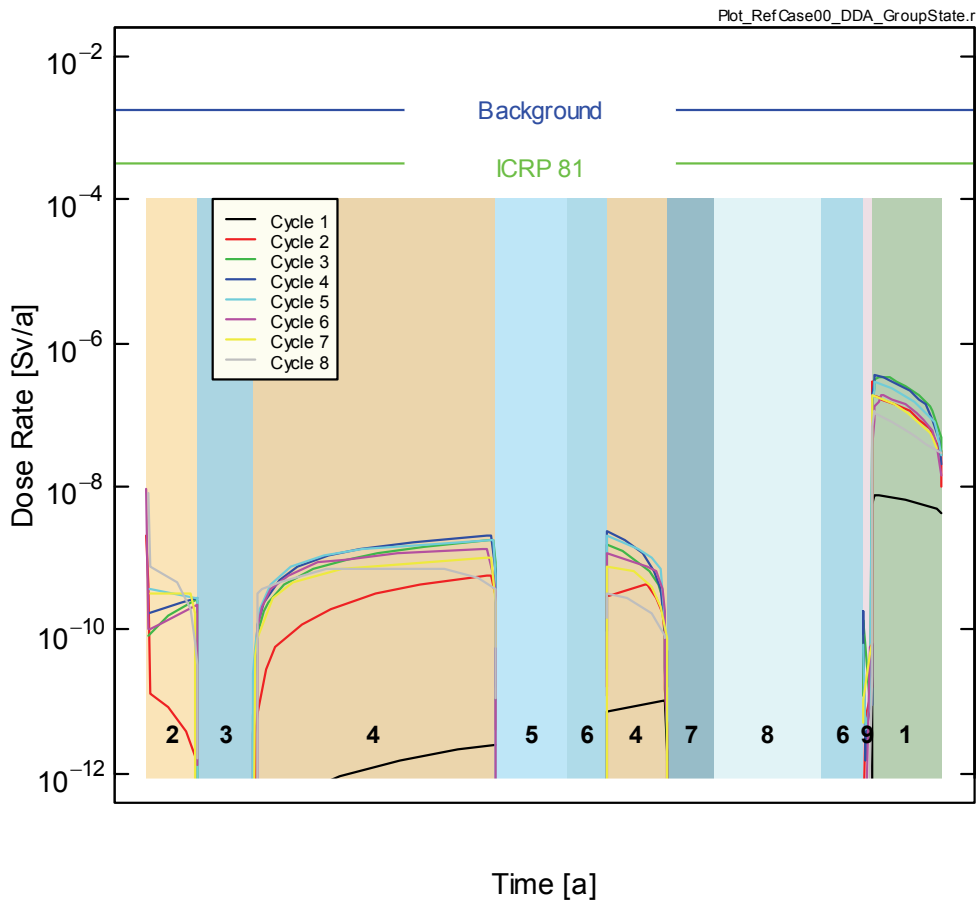 Plot_RefCase00_DDA_GroupState.r
10−2
Background
ICRP 81
10−4
Cycle 1
Cycle 2
Cycle 3
Cycle 4
Cycle 5
Cycle 6
Cycle 7
Cycle 8
10−6
Dose Rate [Sv/a]
10−8
10−10
2 3 4 5 6 4 7 8 6 9 1
10−12
Time [a]